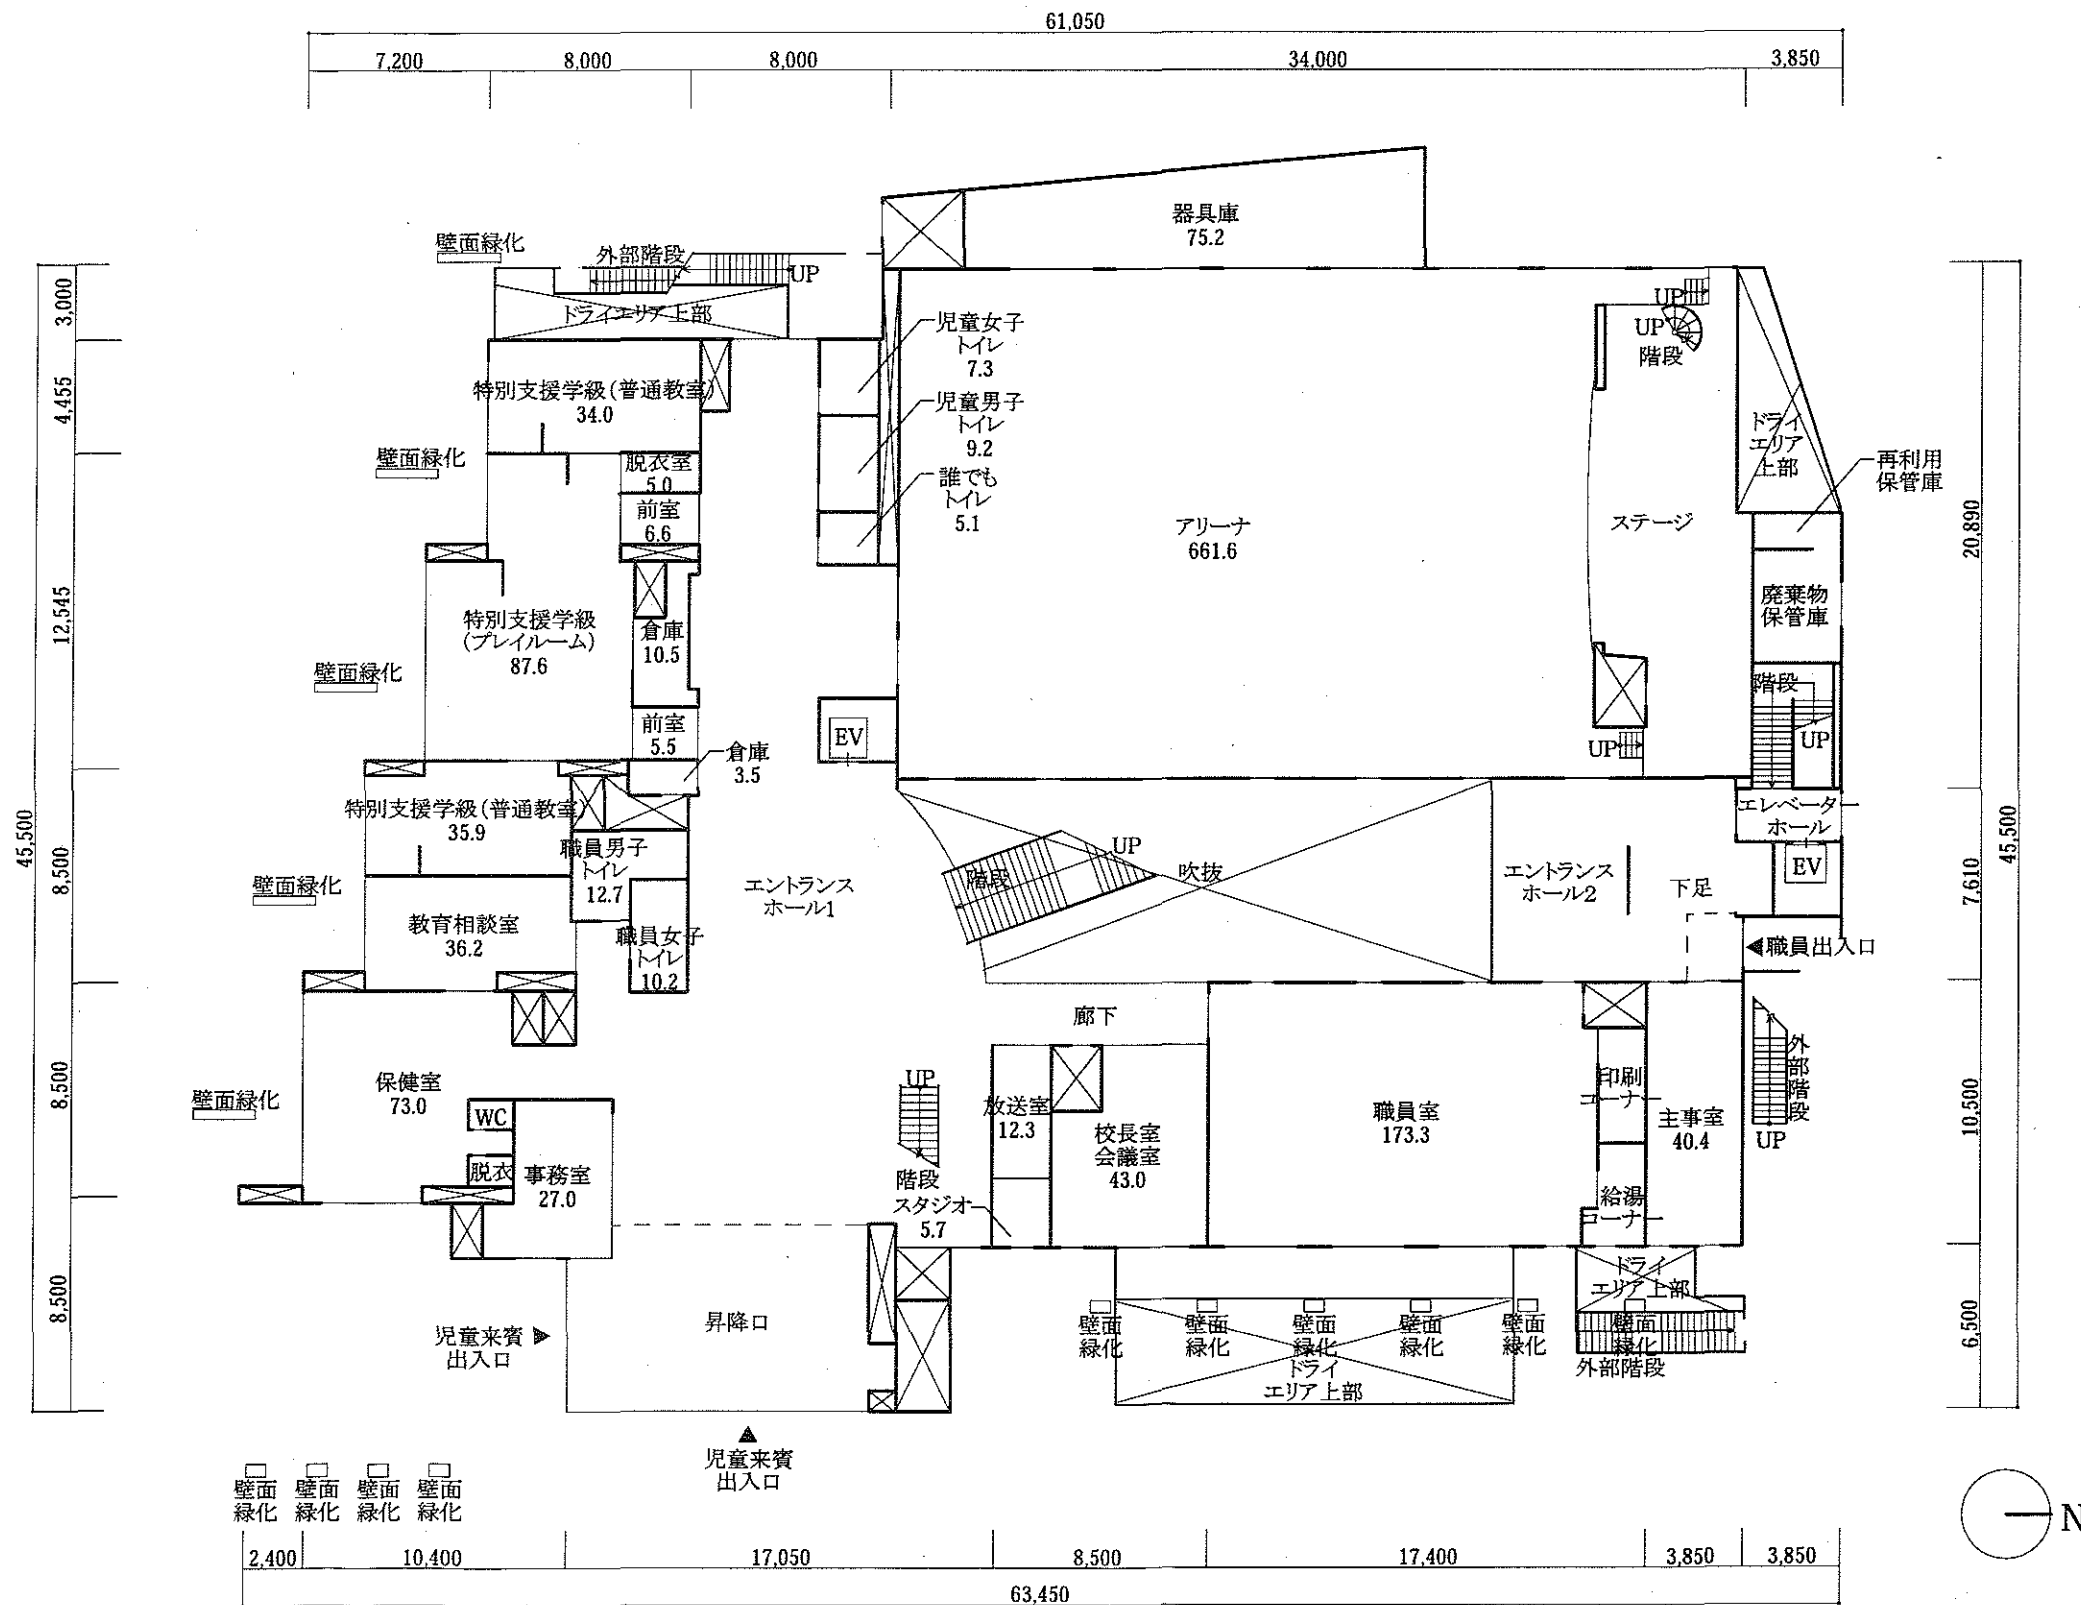 61,050
7,200
8,000
8,000
34,000
3,850
器具庫
75.2
壁面緑化
外部階段
UP
ドライエリア上部
3,000
児童女子
トイレ
7.3
UP
UP
階段
特別支援学級(普通教室)
34.0
4,455
児童男子
トイレ
9.2
ドライ
エリア
上部
壁面緑化
脱衣室
5.0
前室
6.6
誰でも
トイレ
5.1
再利用
保管庫
アリーナ
661.6
ステージ
20,890
12,545
特別支援学級
(プレイルーム)
87.6
倉庫
10.5
廃棄物
保管庫
壁面緑化
階段
UP
前室
5.5
EV
倉庫
3.5
UP
特別支援学級(普通教室)
35.9
エレベーター
ホール
45,500
45,500
8,500
職員男子
トイレ
12.7
エントランス
ホール1
UP
階段
吹抜
エントランス
ホール2
下足
EV
7,610
壁面緑化
教育相談室
36.2
職員女子
トイレ
10.2
職員出入口
廊下
8,500
保健室
73.0
壁面緑化
WC
脱衣
事務室
27.0
UP
階段
放送室
12.3
スタジオ
5.7
校長室
会議室
43.0
職員室
173.3
印刷
コーナー
給湯
コーナー
主事室
40.4
外部階段
UP
10,500
8,500
昇降口
児童来賓
出入口
児童来賓
出入口
壁面
緑化
壁面
緑化
壁面
緑化
壁面
緑化
壁面
緑化
壁面
緑化
ドライ
エリア上部
ドライ
エリア上部
外部階段
6,500
壁面
緑化
壁面
緑化
壁面
緑化
壁面
緑化
N
2,400
10,400
17,050
8,500
17,400
3,850
3,850
63,450